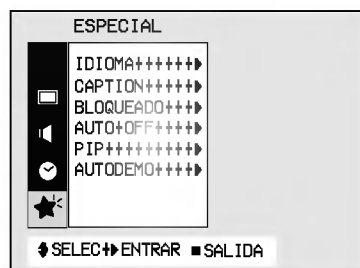 ESPECIAL
IDIOMA++++++▶
CAPTION+++++▶
BLOQUEADO+++▶
AUTO+OFF++++▶
PIP+++++++++▶
AUTODEMO++++▶
♦SELEC+▶ENTRAR ■SALIDA